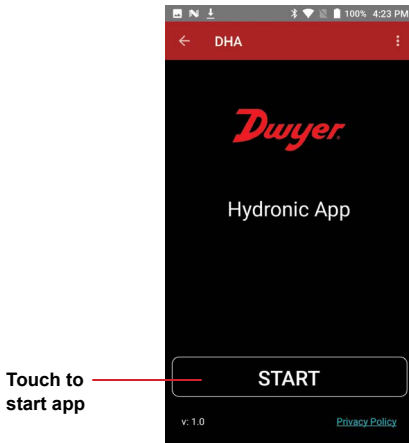 100% 4:23 PM
DHA
Dwyer®
Hydronic App
Touch to
start app
START
v: 1.0
Privacy Policy